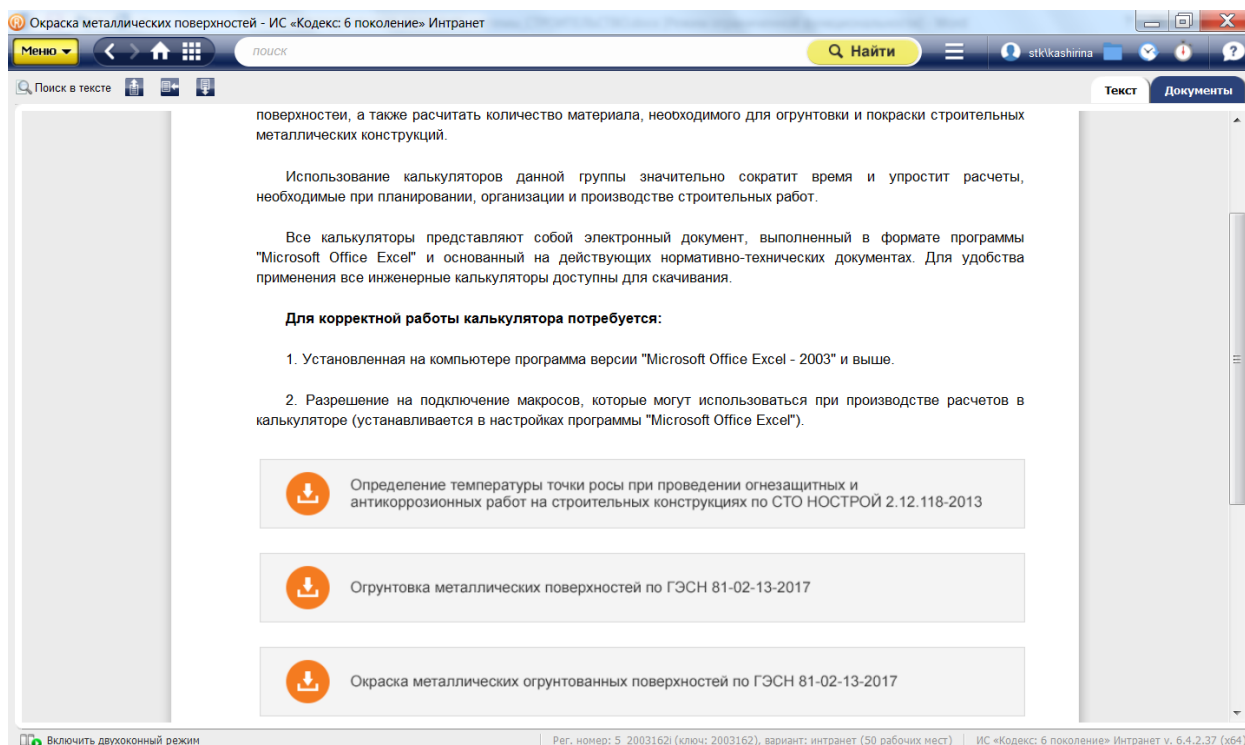 Окраска металлических поверхностей - ИС «Кодекс: 6 поколение» Интранет
Меню
поиск
Найти
stk\kashirina
Поиск в тексте
Текст
Документы
поверхностей, а также расчитать количество материала, необходимого для огрунтовки и покраски строительных
металлических конструкций.
Использование калькуляторов данной группы значительно сократит время и упростит расчеты,
необходимые при планировании, организации и производстве строительных работ.
Все калькуляторы представляют собой электронный документ, выполненный в формате программы
"Microsoft Office Excel" и основанный на действующих нормативно-технических документах. Для удобства
применения все инженерные калькуляторы доступны для скачивания.
Для корректной работы калькулятора потребуется:
1. Установленная на компьютере программа версии "Microsoft Office Excel - 2003" и выше.
2. Разрешение на подключение макросов, которые могут использоваться при производстве расчетов в
калькуляторе (устанавливается в настройках программы "Microsoft Office Excel").
Определение температуры точки росы при проведении огнезащитных и
антикоррозионных работ на строительных конструкциях по СТО НОСТРОЙ 2.12.118-2013
Огрунтовка металлических поверхностей по ГЭСН 81-02-13-2017
Окраска металлических огрунтованных поверхностей по ГЭСН 81-02-13-2017
Включить двухоконный режим
Рег. номер: 5_2003162i (ключ: 2003162), вариант: интранет (50 рабочих мест)
ИС «Кодекс: 6 поколение» Интранет v. 6.4.2.37 (x64)